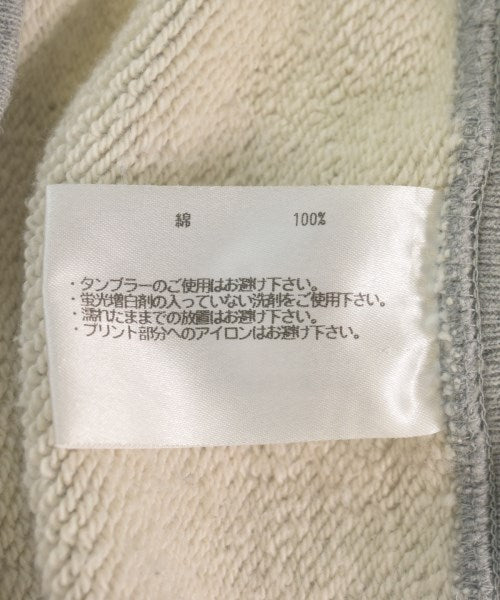 綿 100%
・タンブラーのご使用はお避け下さい。
・蛍光増白剤の入っていない洗剤をご使用下さい。
・濡れたままでの放置はお避け下さい。
・プリント部分へのアイロンはお避け下さい。